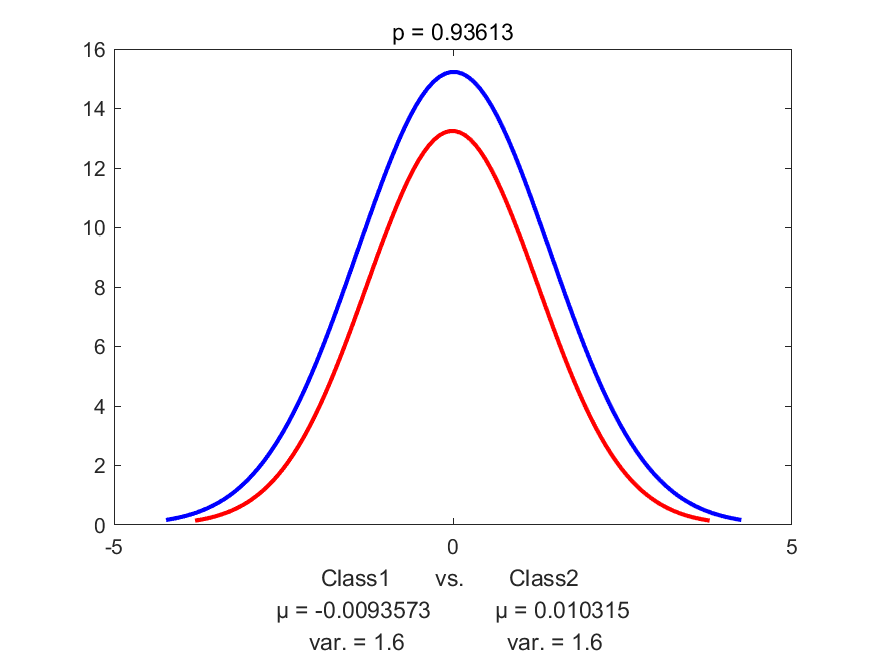 p = 0.93613
16
14
12
10
8
6
4
2
0
-5 0 5
Class1 vs. Class2
μ = -0.0093573 μ = 0.010315
var. = 1.6 var. = 1.6